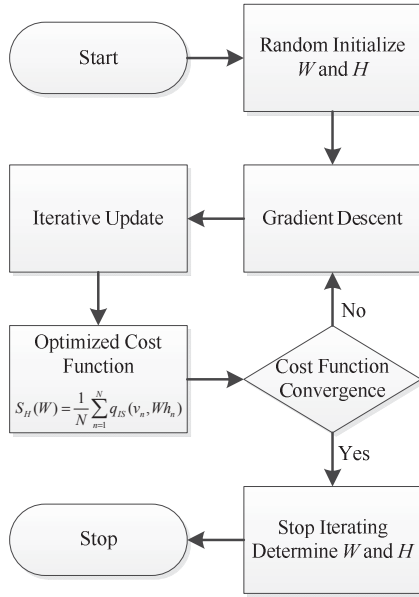 Start
Random Initialize
W and H
Gradient Descent
Iterative Update
Optimized Cost
Function
S_H(W) = \frac{1}{N} \sum_{n=1}^{N} q_{IS}(v_n, Wh_n)
Cost Function
Convergence
No
Yes
Stop Iterating
Determine W and H
Stop